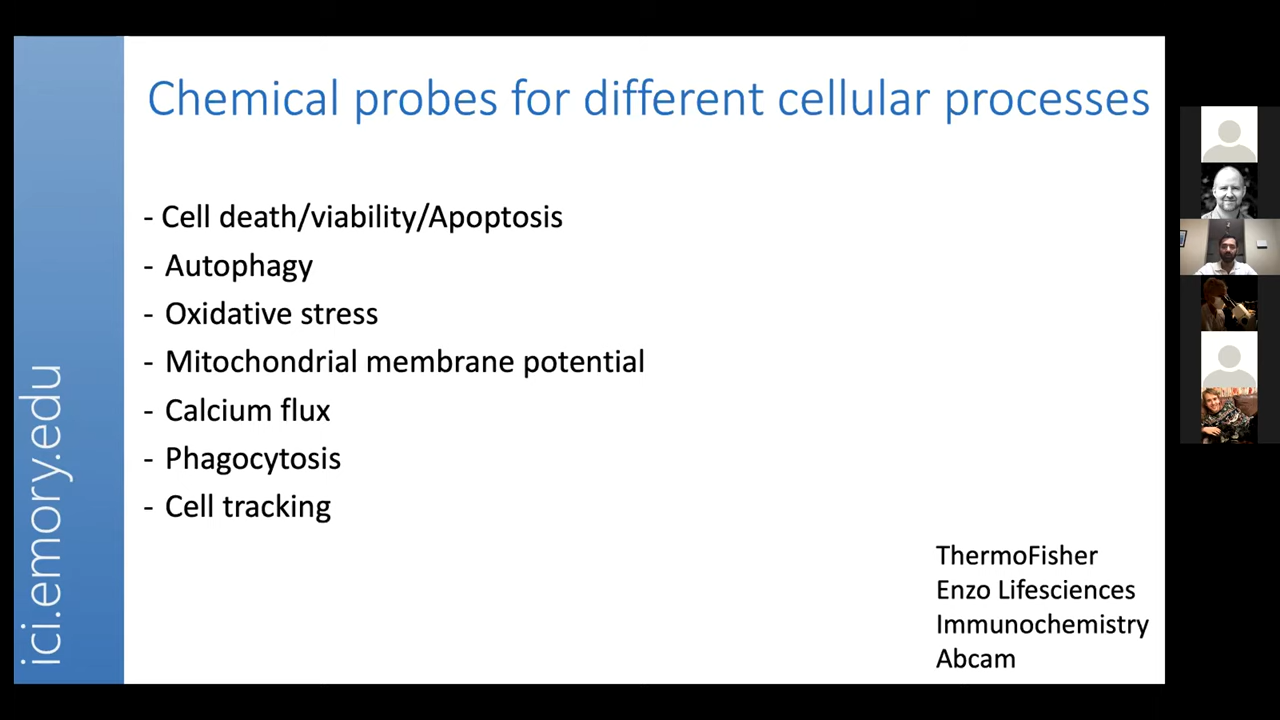 Chemical probes for different cellular processes
- Cell death/viability/Apoptosis
- Autophagy
- Oxidative stress
- Mitochondrial membrane potential
- Calcium flux
- Phagocytosis
- Cell tracking
ThermoFisher
Enzo Lifesciences
Immunochemistry
Abcam
ici.emory.edu